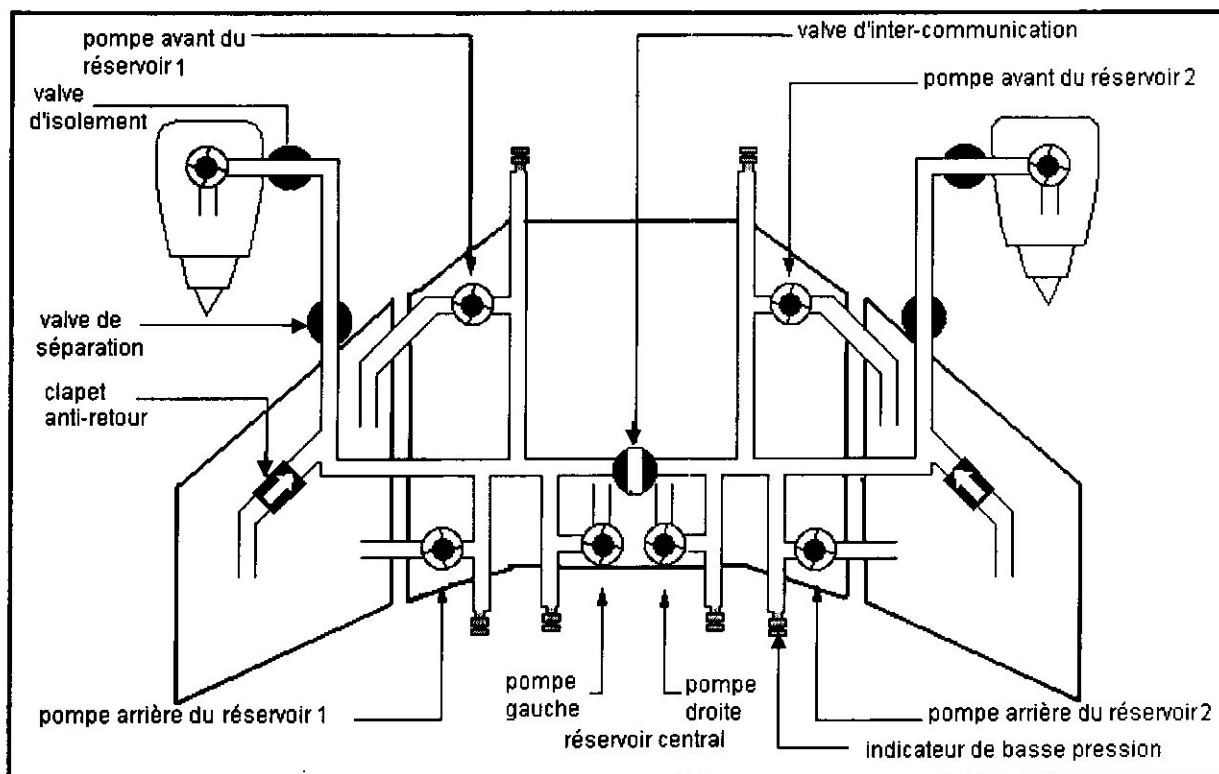 pompe avant du
réservoir 1
valve d'inter-communication
pompe avant du réservoir 2
valve
d'isolement
valve de
séparation
clapet
anti-retour
pompe arrière du réservoir 1
pompe
gauche
pompe
droite
réservoir central
pompe arrière du réservoir 2
indicateur de basse pression